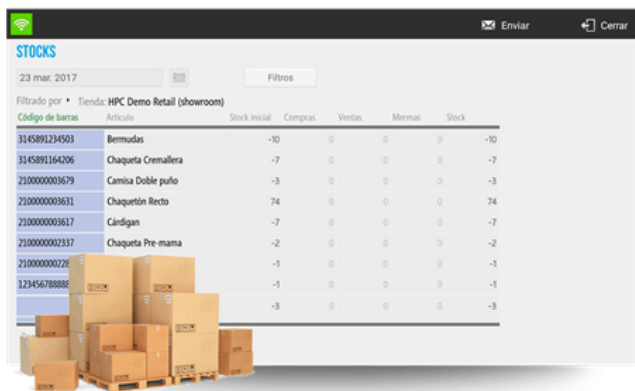 Enviar Cerrar
STOCKS
23 mar. 2017 Filtros
Filtrado por Tienda: HPC Demo Retail (showroom)
Código de barras Artículo Stock inicial Compras Ventas Mermas Stock
3145891234503 Bermudas -10 0 0 0 -10
3145891164206 Chaqueta Cremallera -7 0 0 0 -7
2100000003679 Camisa Doble puño -3 0 0 0 -3
2100000003631 Chaquetón Recto 74 0 0 0 74
2100000003617 Cárdigan -7 0 0 0 -7
2100000002337 Chaqueta Pre-mama -2 0 0 0 -2
-1 0 0 0 -1
-1 0 0 0 -1
-3 0 0 0 -3